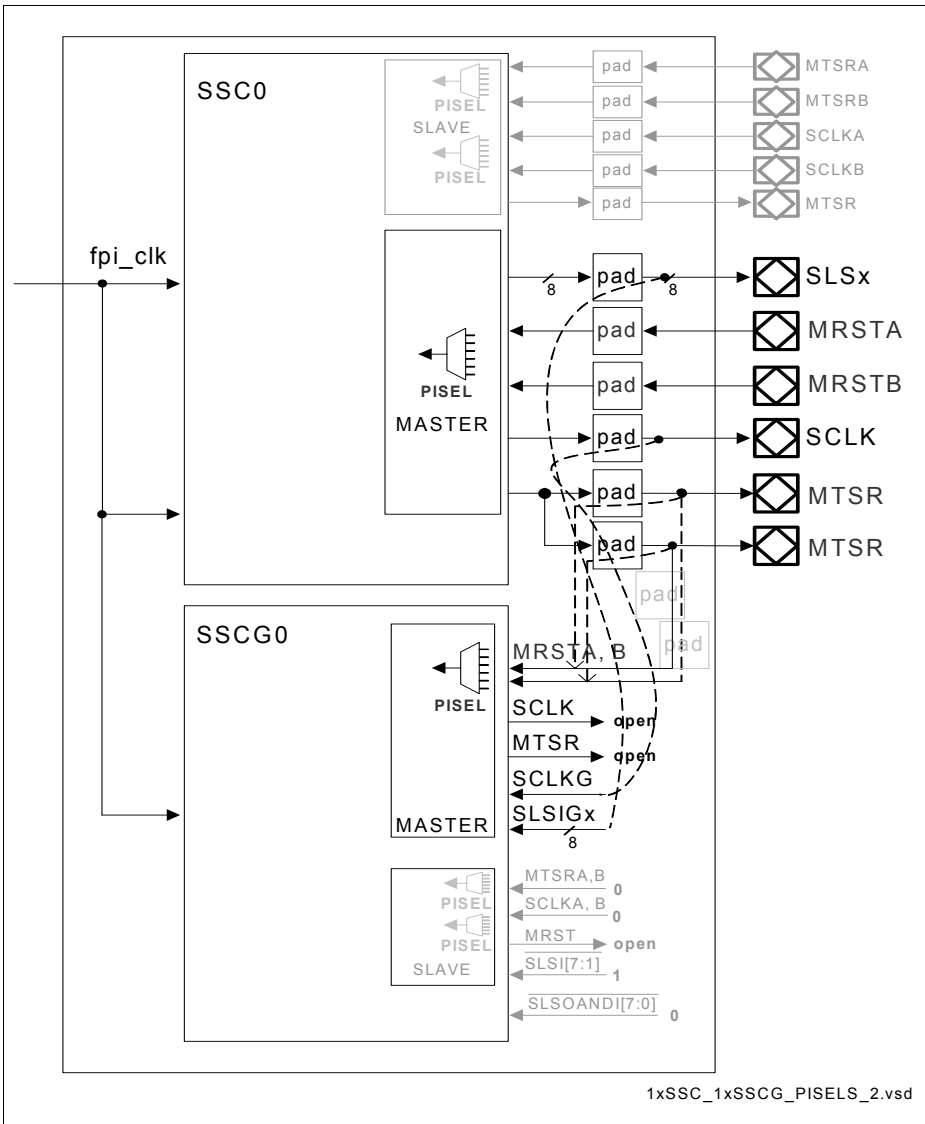 SSC0
PISEL
SLAVE
PISEL
pad
MTSRA
pad
MTSRB
pad
SCLKA
pad
SCLKB
pad
MTSR
fpi_clk
8
pad
8
SLSx
pad
MRSTA
PISEL
pad
MRSTB
MASTER
pad
SCLK
pad
MTSR
pad
MTSR
pad
pad
SSCG0
MRSTA, B
PISEL
SCLK
open
MTSR
open
SCLKG
MASTER
SLSIGx
8
PISEL
MTSRA,B
0
SCLKA, B
0
PISEL
MRST
open
SLAVE
SLSI[7:1]
1
SLSOANDI[7:0]
0
1xSSC_1xSSCG_PISELS_2.vsd